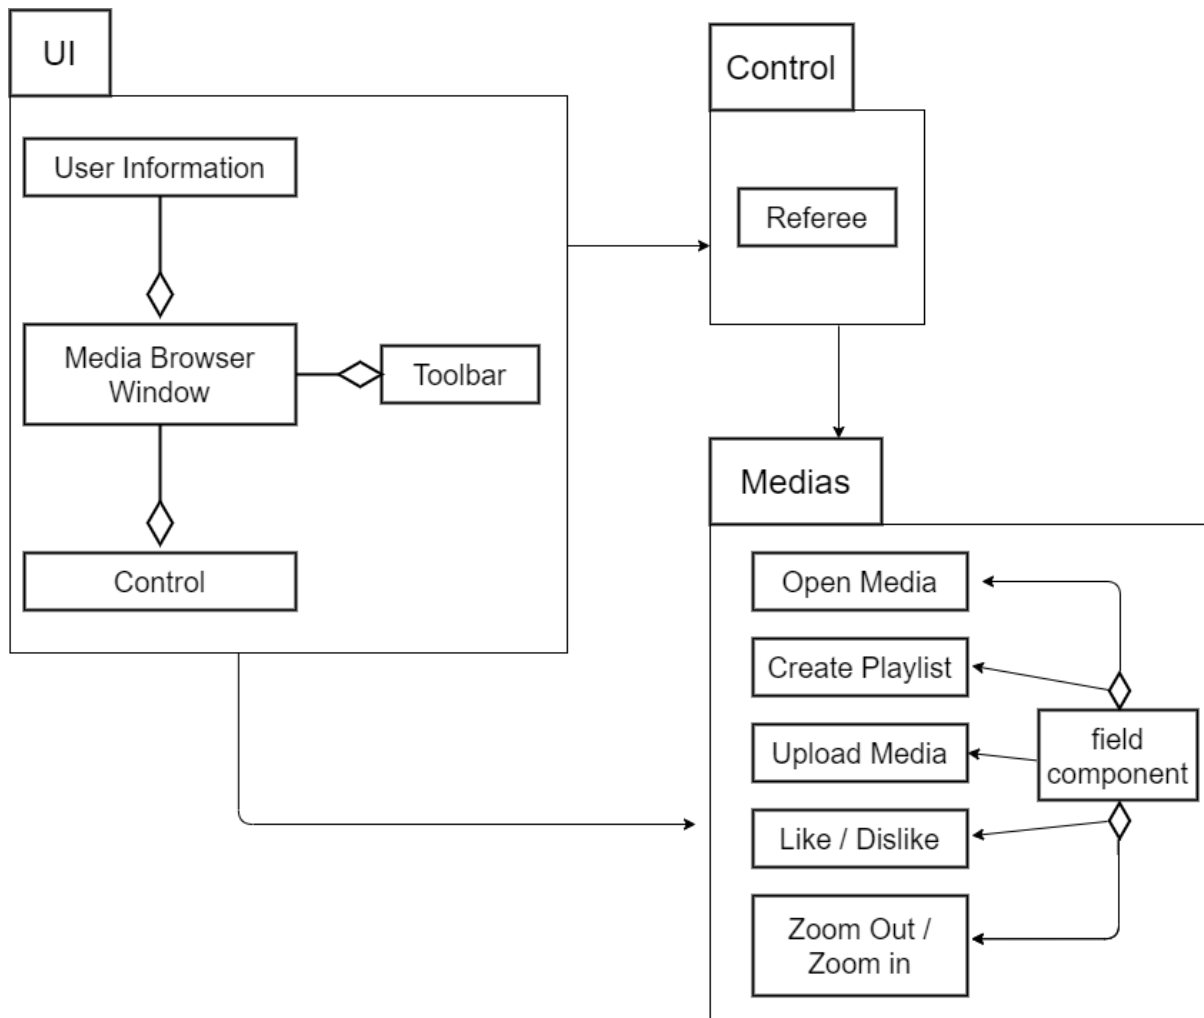 UI
User Information
Media Browser
Window
Toolbar
Control
Control
Referee
Medias
Open Media
Create Playlist
Upload Media
Like / Dislike
Zoom Out /
Zoom in
field
component